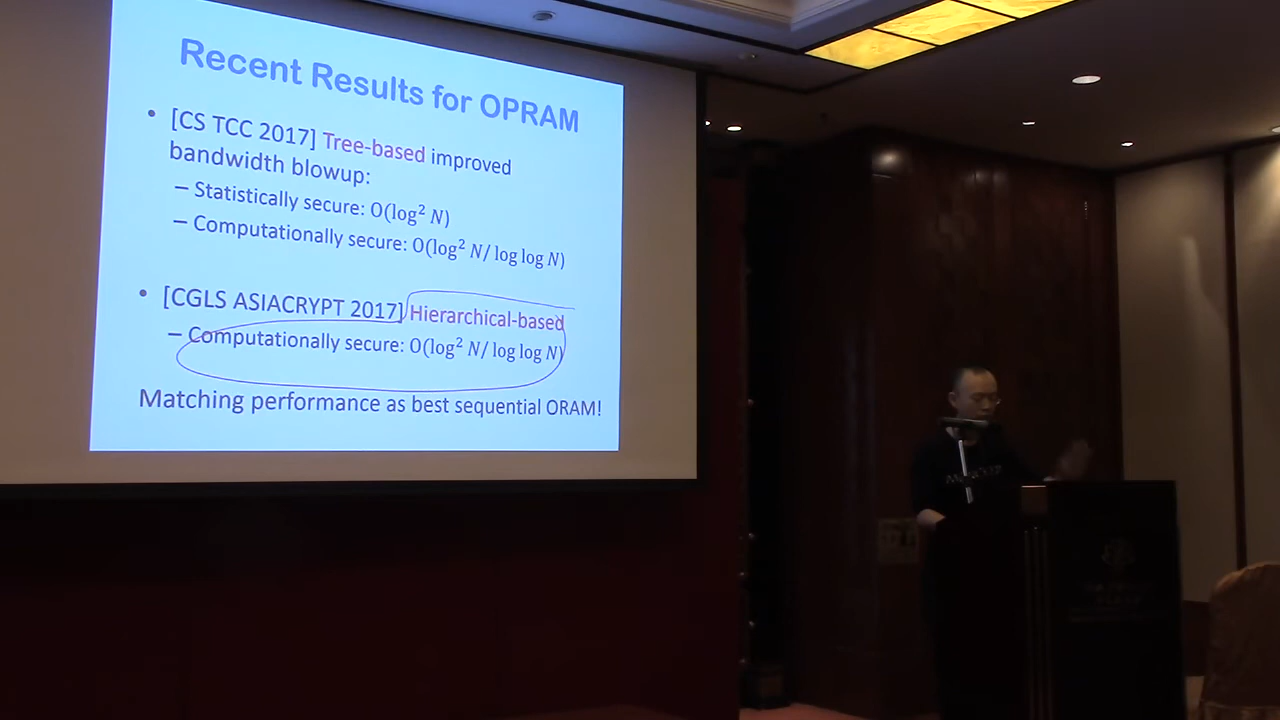 Recent Results for OPRAM
• [CS TCC 2017] Tree-based improved
bandwidth blowup:
– Statistically secure: O(log² N)
– Computationally secure: O(log² N/ log log N)
• [CGLS ASIACRYPT 2017] Hierarchical-based
– Computationally secure: O(log² N/ log log N)
Matching performance as best sequential ORAM!